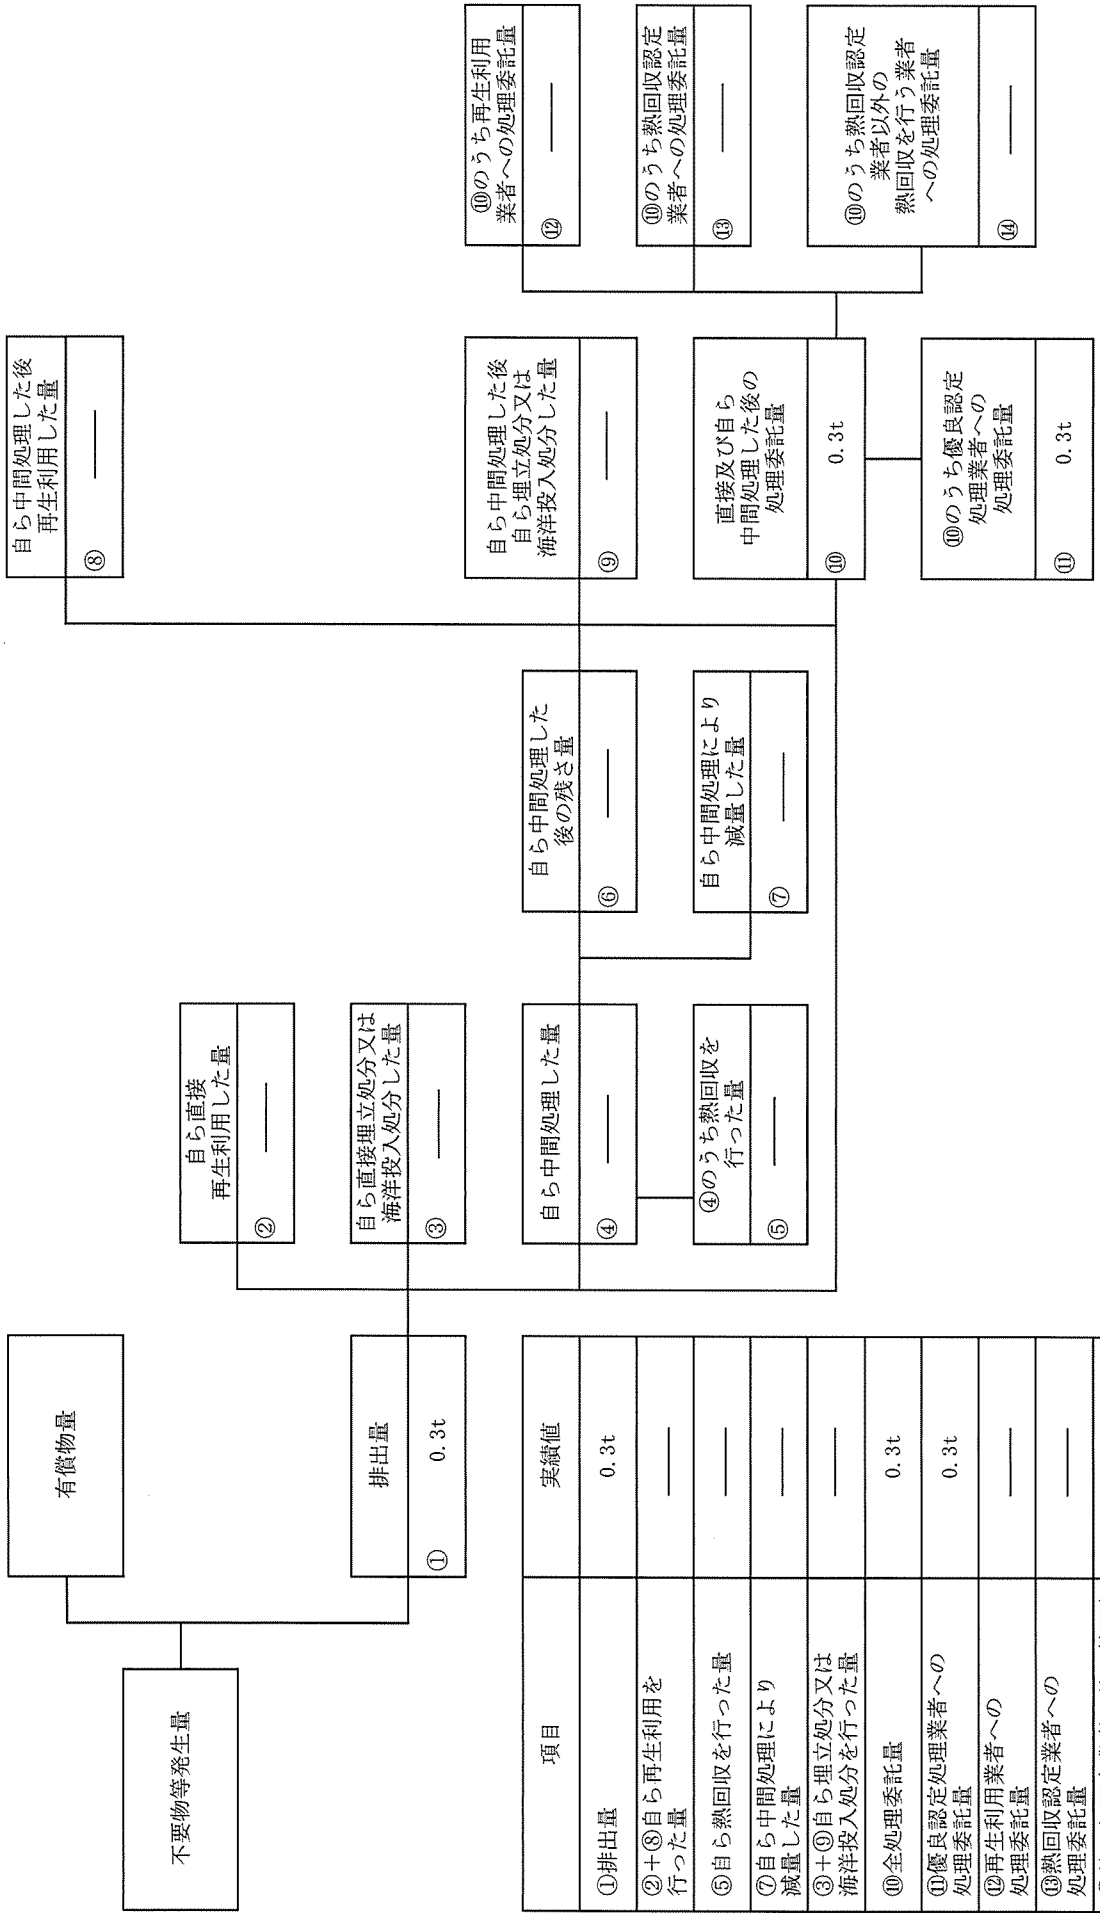 不要物等発生量
有償物量
排出量
① 0.3t
自ら直接
再生利用した量
② ―
自ら直接埋立処分又は
海洋投入処分した量
③ ―
自ら中間処理した量
④ ―
④のうち熱回収を
行った量
⑤ ―
自ら中間処理した
後の残さ量
⑥ ―
自ら中間処理により
減量した量
⑦ ―
自ら中間処理した後
再生利用した量
⑧ ―
自ら中間処理した後
自ら埋立処分又は
海洋投入処分した量
⑨ ―
直接及び自ら
中間処理した後の
処理委託量
⑩ 0.3t
⑩のうち優良認定
処理業者への
処理委託量
⑪ 0.3t
⑩のうち再生利用
業者への処理委託量
⑫ ―
⑩のうち熱回収認定
業者への処理委託量
⑬ ―
⑩のうち熱回収認定
業者以外の
熱回収を行う業者
への処理委託量
⑭ ―
項目 実績値
①排出量 0.3t
②+⑧自ら再生利用を
行った量 ―
⑤自ら熱回収を行った量 ―
⑦自ら中間処理により
減量した量 ―
③+⑨自ら埋立処分又は
海洋投入処分を行った量 ―
⑩全処理委託量 0.3t
⑪優良認定処理業者への
処理委託量 0.3t
⑫再生利用業者への
処理委託量 ―
⑬熱回収認定業者への
処理委託量 ―